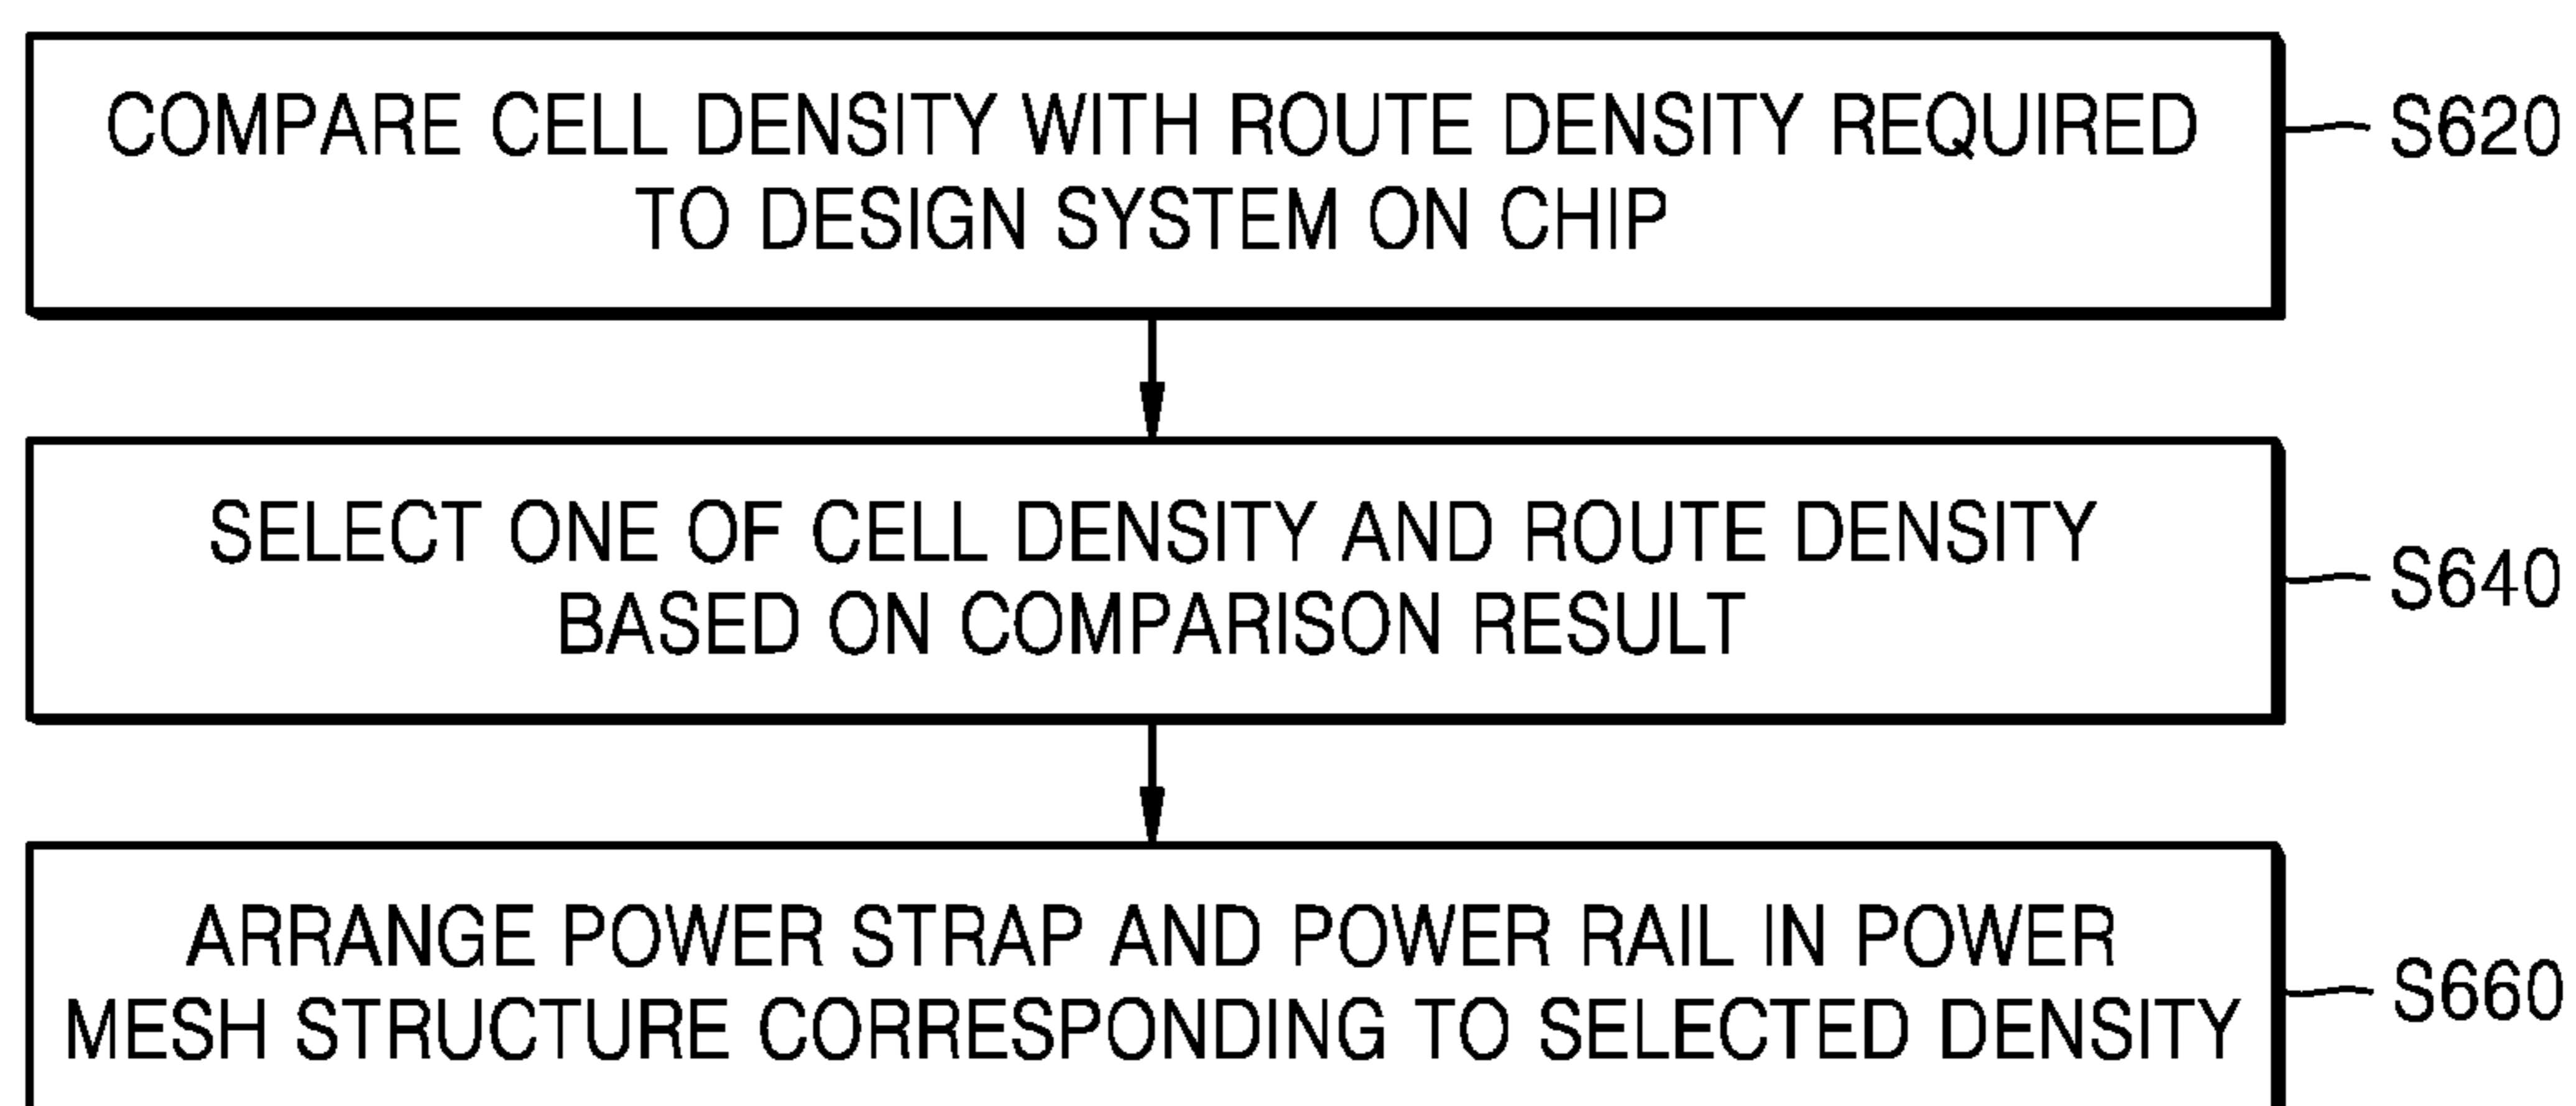 COMPARE CELL DENSITY WITH ROUTE DENSITY REQUIRED
TO DESIGN SYSTEM ON CHIP
S620
SELECT ONE OF CELL DENSITY AND ROUTE DENSITY
BASED ON COMPARISON RESULT
S640
ARRANGE POWER STRAP AND POWER RAIL IN POWER
MESH STRUCTURE CORRESPONDING TO SELECTED DENSITY
S660